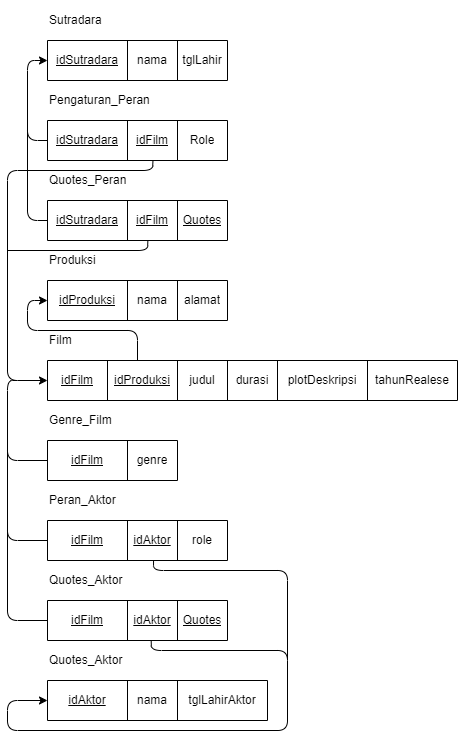 Sutradara
idSutradara nama tglLahir
Pengaturan_Peran
idSutradara idFilm Role
Quotes_Peran
idSutradara idFilm Quotes
Produksi
idProduksi nama alamat
Film
idFilm idProduksi judul durasi plotDeskripsi tahunRealese
Genre_Film
idFilm genre
Peran_Aktor
idFilm idAktor role
Quotes_Aktor
idFilm idAktor Quotes
Quotes_Aktor
idAktor nama tglLahirAktor